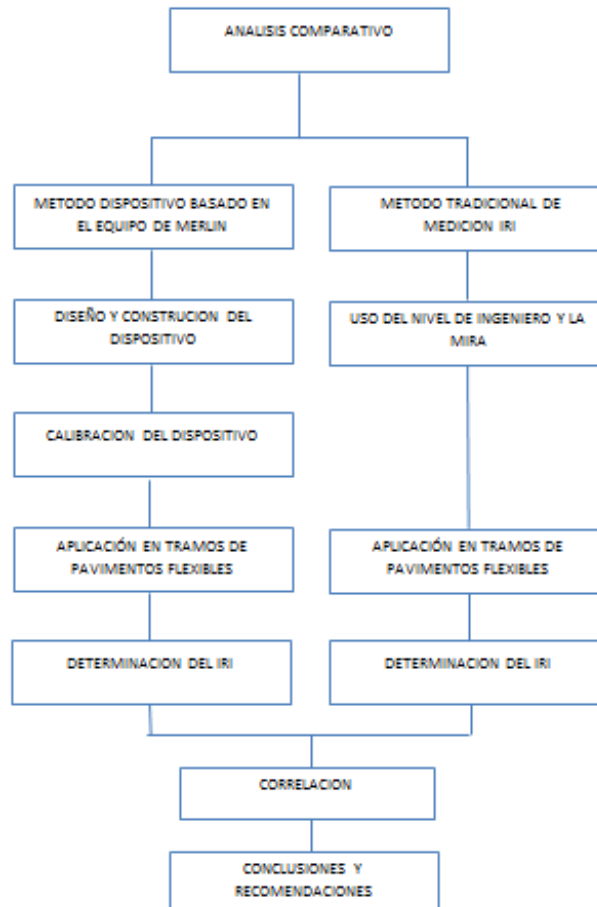 ANALISIS COMPARATIVO
METODO DISPOSITIVO BASADO EN
EL EQUIPO DE MERLIN
METODO TRADICIONAL DE
MEDICION IRI
DISEÑO Y CONSTRUCION DEL
DISPOSITIVO
USO DEL NIVEL DE INGENIERO Y LA
MIRA
CALIBRACION DEL DISPOSITIVO
APLICACIÓN EN TRAMOS DE
PAVIMENTOS FLEXIBLES
APLICACIÓN EN TRAMOS DE
PAVIMENTOS FLEXIBLES
DETERMINACION DEL IRI
DETERMINACION DEL IRI
CORRELACION
CONCLUSIONES Y
RECOMENDACIONES